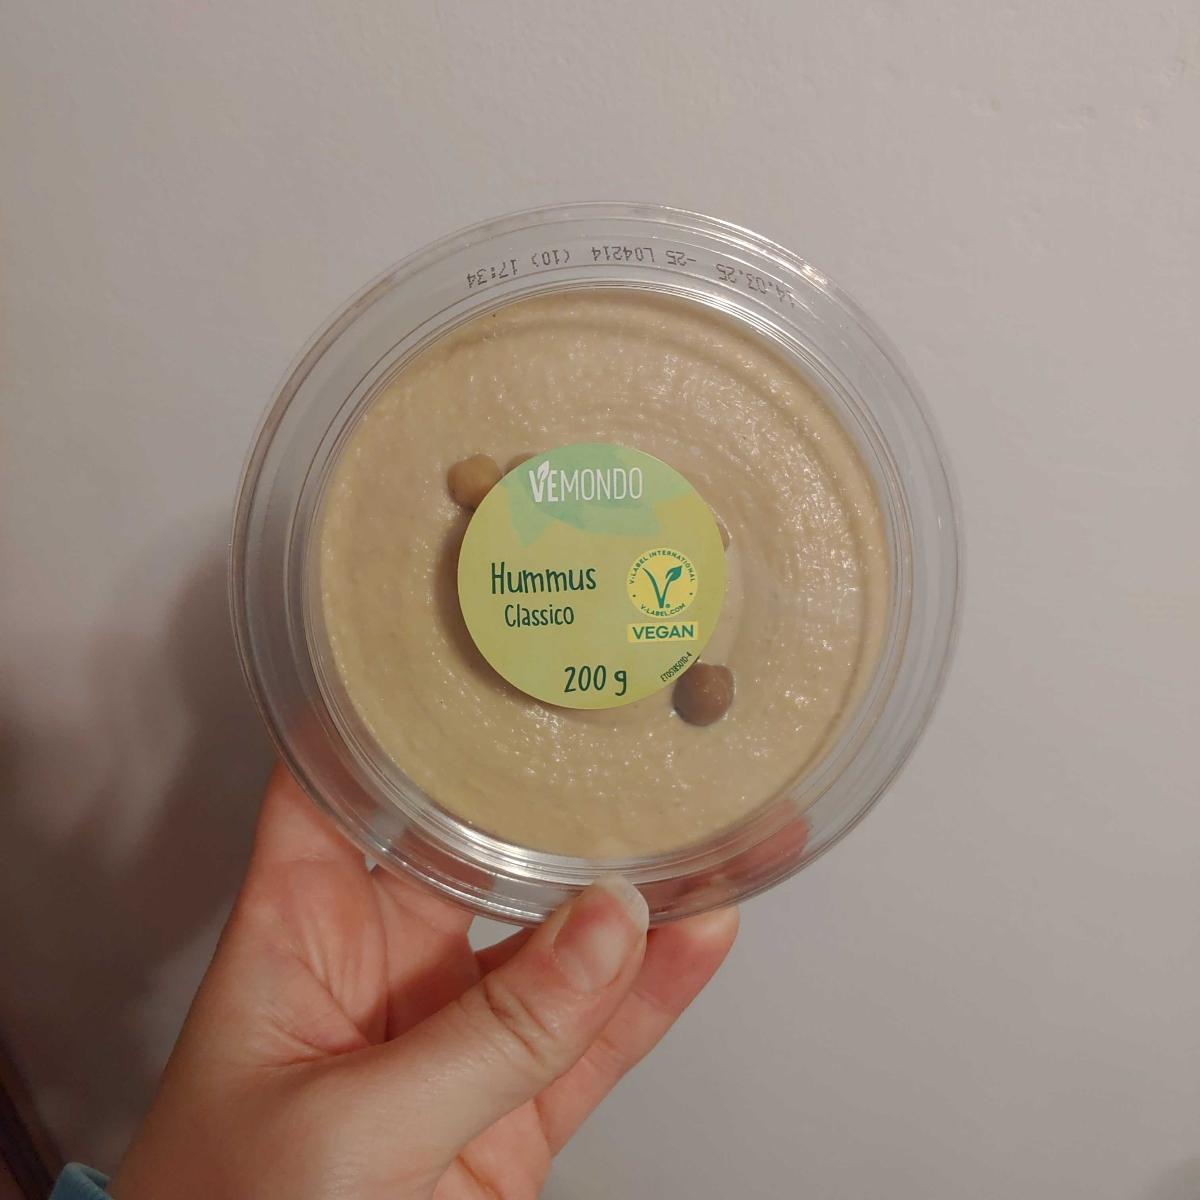 14.03.25 -25 L04214 (10) 17:34
VEMONDO
Hummus
Classico
V-LABEL INTERNATIONAL
V-LABEL.COM
VEGAN
200 g